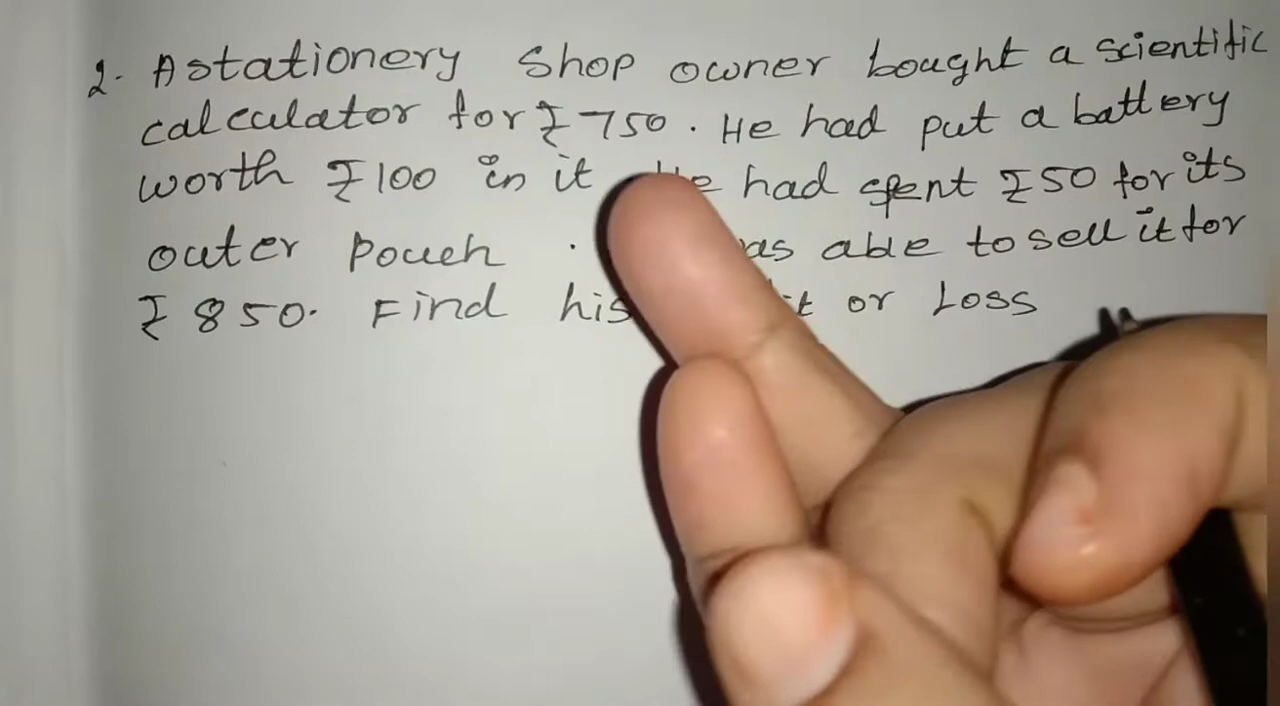 2. A stationery shop owner bought a scientific
calculator for ₹750. He had put a battery
worth ₹100 in it had spent ₹50 for its
outer pouch. able to sell it for
₹850. Find his or Loss